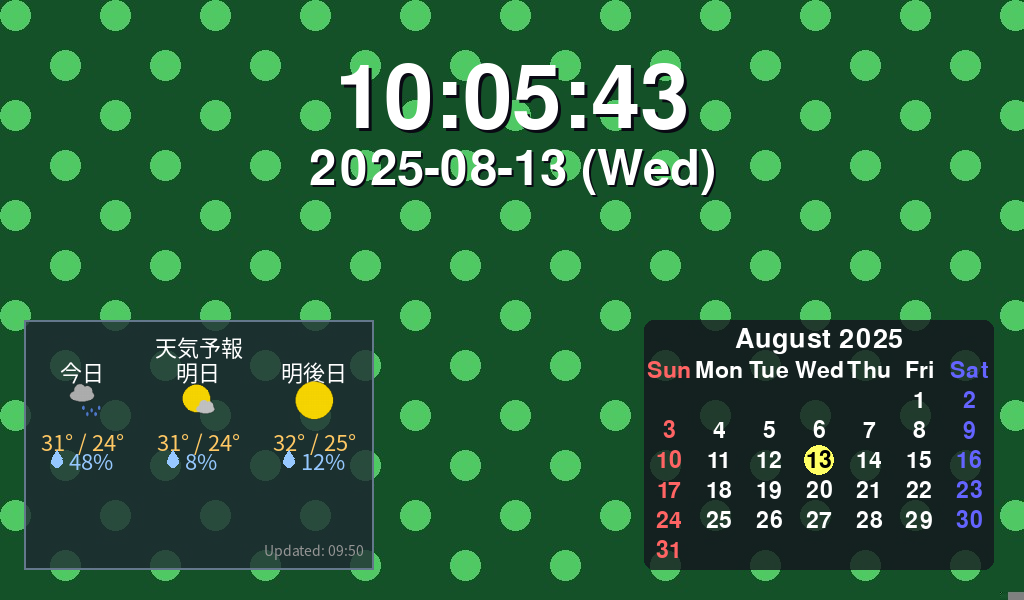 10:05:43
2025-08-13 (Wed)
天気予報
今日 明日 明後日
31° / 24° 31° / 24° 32° / 25°
48% 8% 12%
Updated: 09:50
August 2025
Sun Mon Tue Wed Thu Fri Sat
1 2
3 4 5 6 7 8 9
10 11 12 13 14 15 16
17 18 19 20 21 22 23
24 25 26 27 28 29 30
31